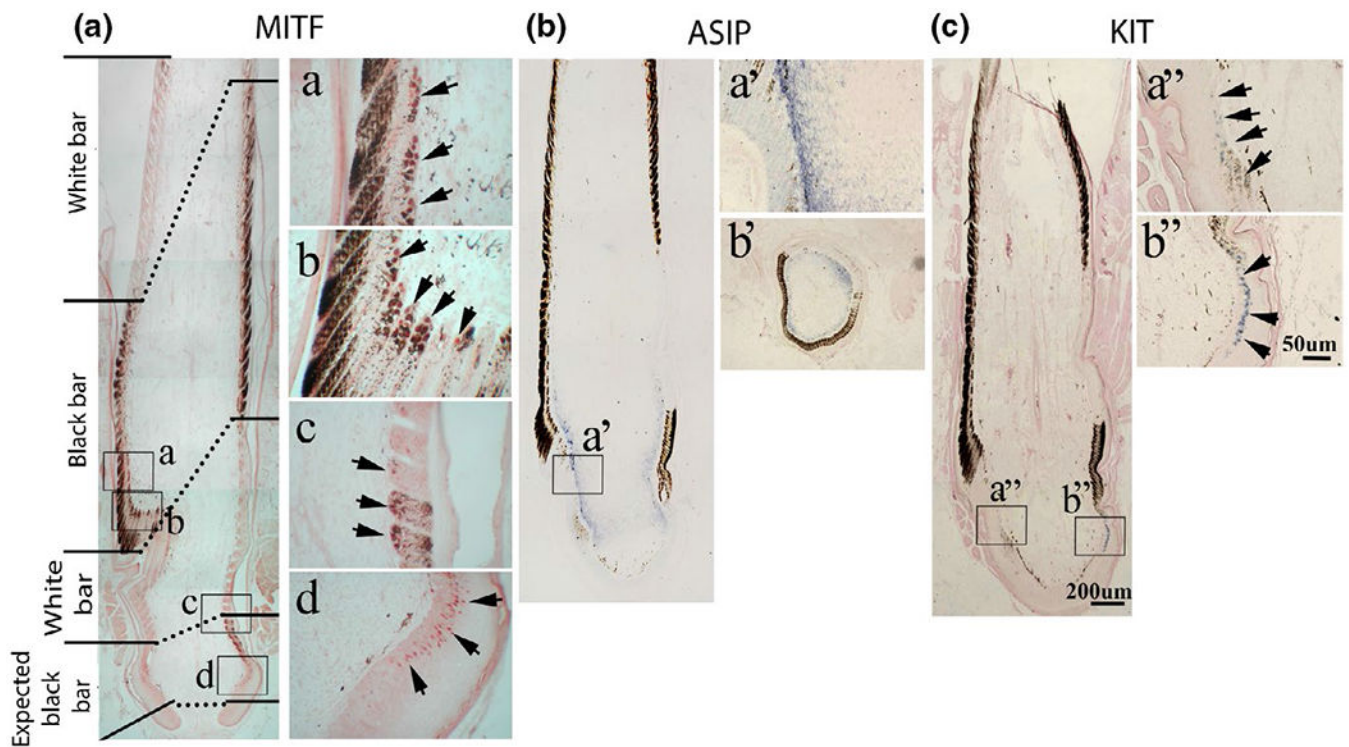 (a) MITF
(b) ASIP
(c) KIT
White bar
Black bar
White bar
Expected black bar
a
b
c
d
a
b
c
d
a'
b'
a'
a"
b"
50um
a"
b"
200um